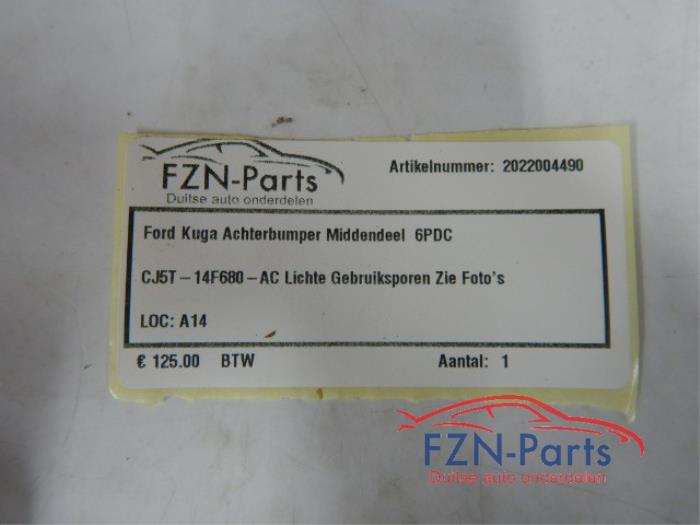 FZN-Parts
Duitse auto onderdelen
Artikelnummer: 2022004490
Ford Kuga Achterbumper Middendeel 6PDC
CJ5T-14F680-AC Lichte Gebruiksporen Zie Foto's
LOC: A14
€ 125.00 BTW Aantal: 1
FZN-Parts
Duitse auto onderdelen